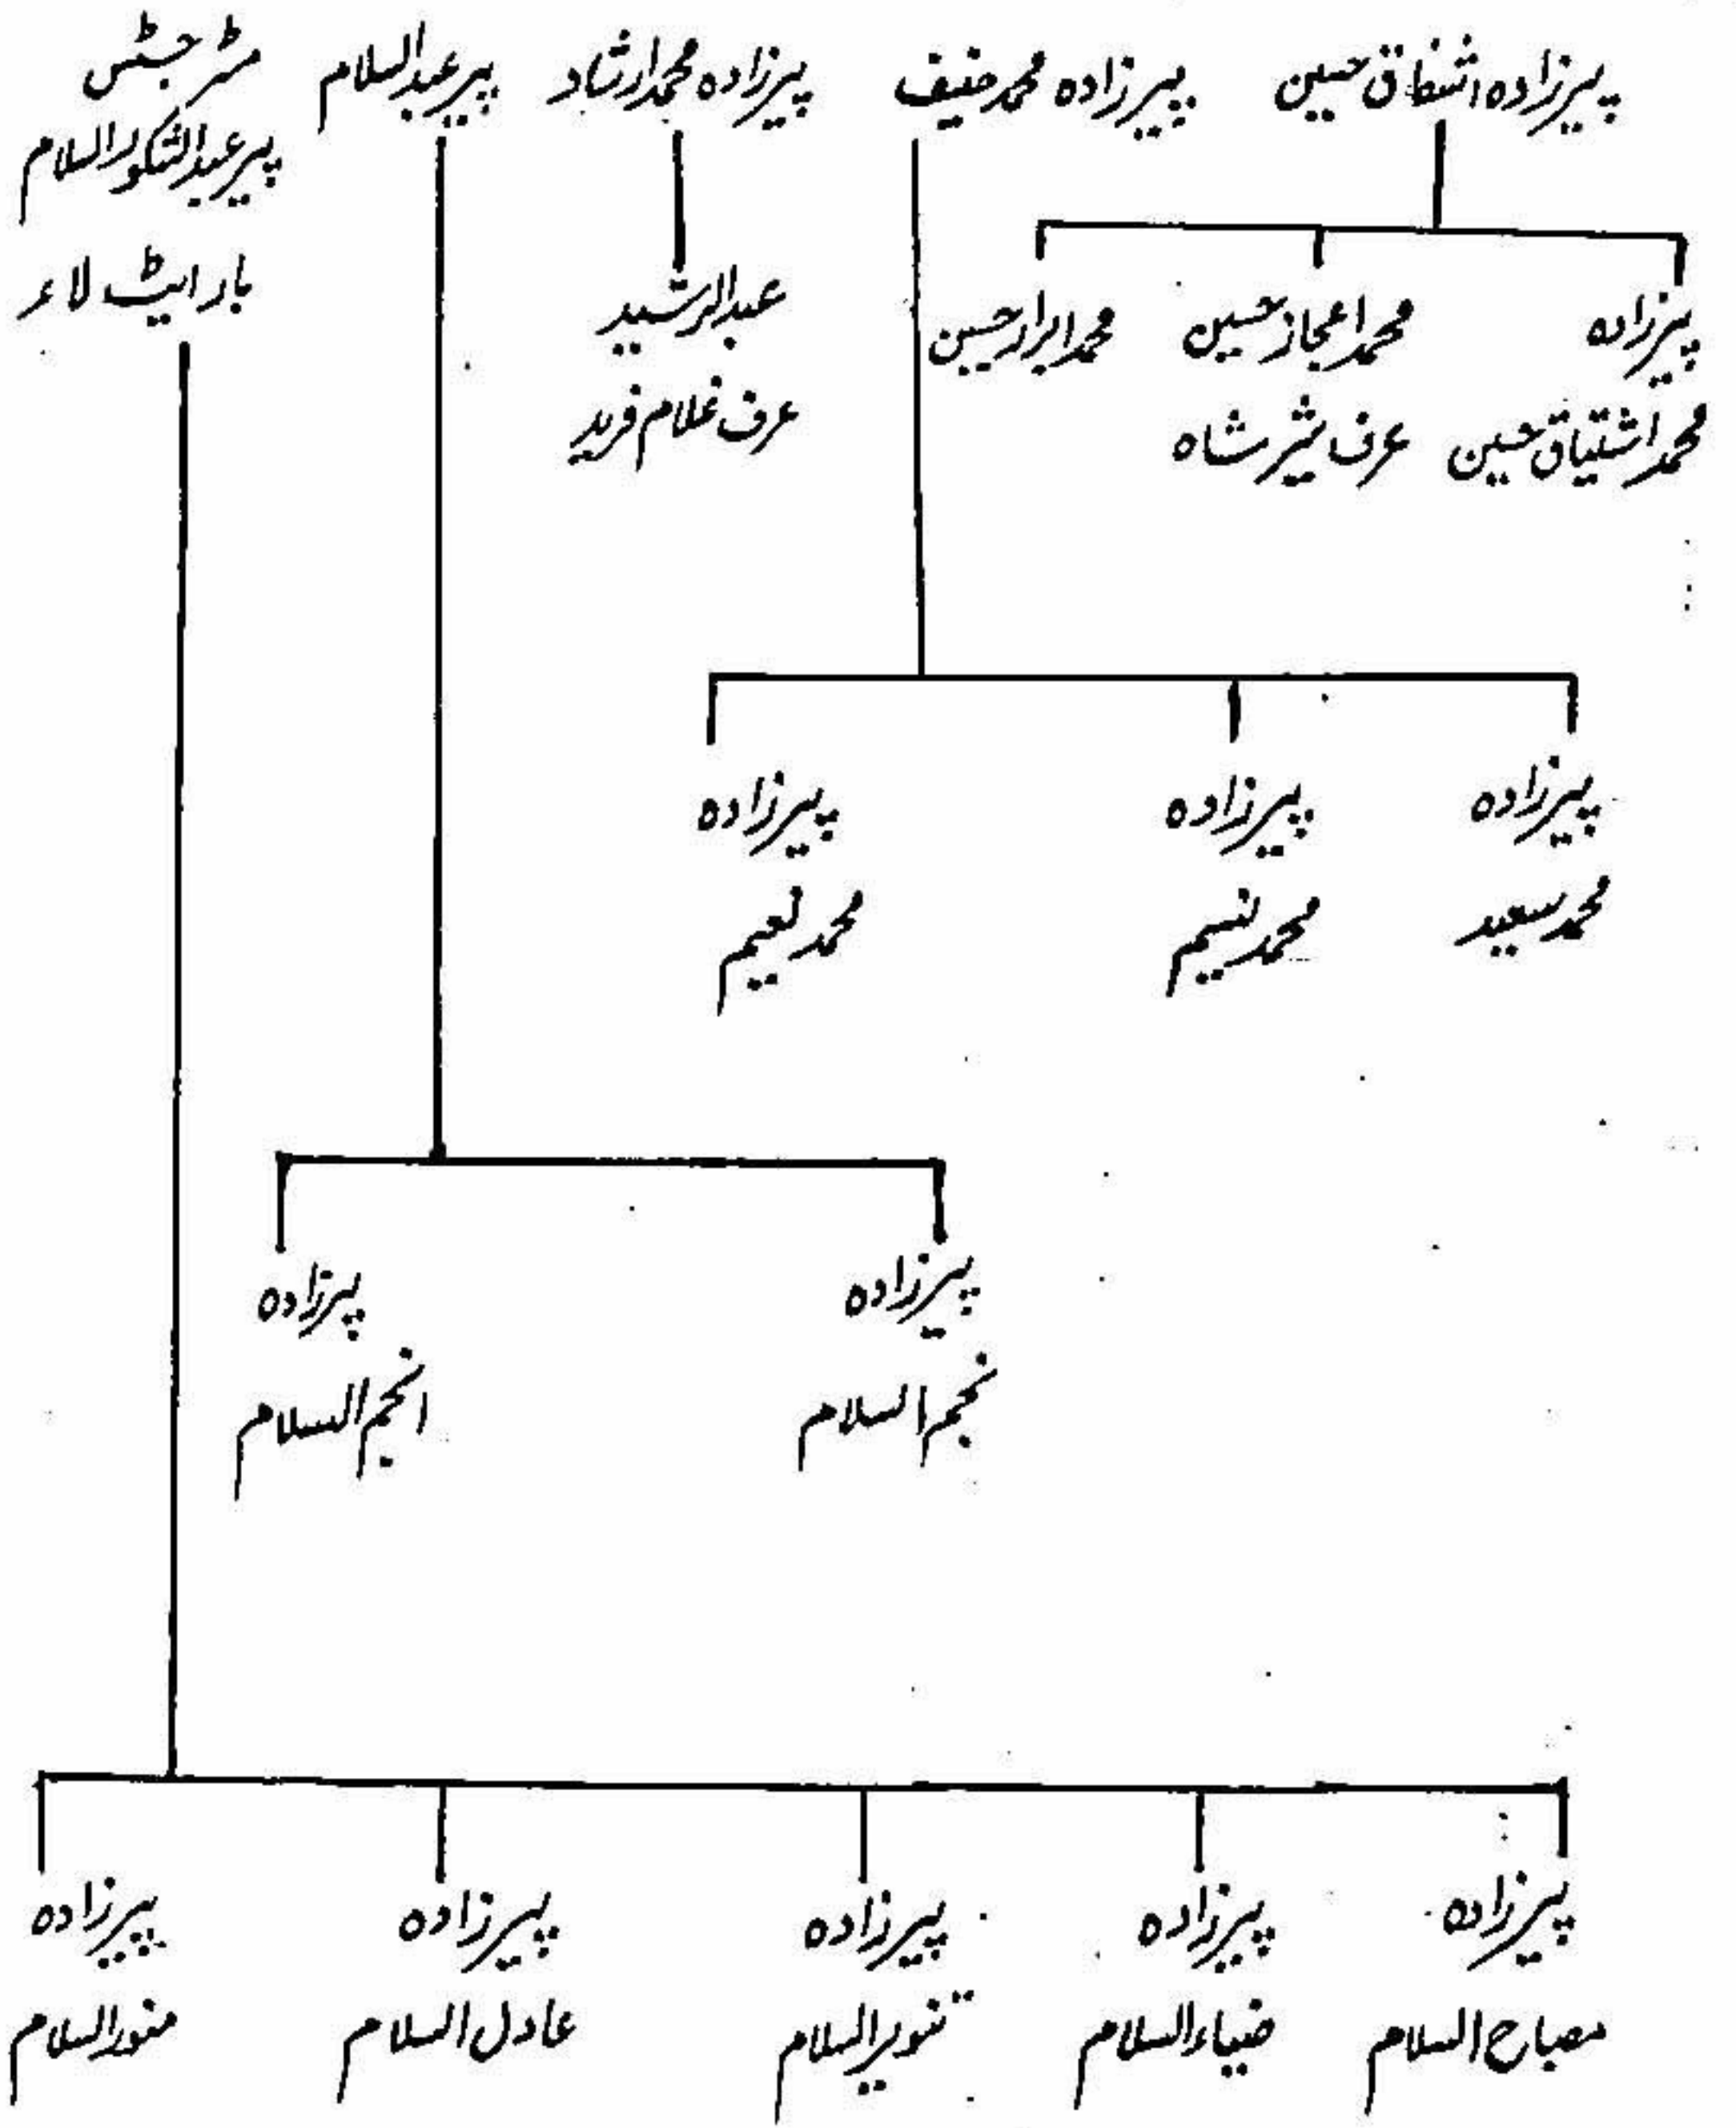 پیرزادہ اشفاق حسین
پیرزادہ محمد حنیف
پیرزادہ محمد ارشاد
پیر عبدالسلام
مسٹر جسٹس
پیر عبدالشکور السلام
بار ایٹ لاء
پیرزادہ
محمد اشتیاق حسین
محمد اعجاز حسین
عرف بشر شاہ
محمد ابرار حسین
عبدالرشید
عرف غلام فرید
پیرزادہ
محمد سعید
پیرزادہ
محمد نسیم
پیرزادہ
محمد نعیم
پیرزادہ
نجم السلام
پیرزادہ
انجم السلام
پیرزادہ
مصباح السلام
پیرزادہ
ضیاء السلام
پیرزادہ
تنویر السلام
پیرزادہ
عادل السلام
پیرزادہ
منور السلام